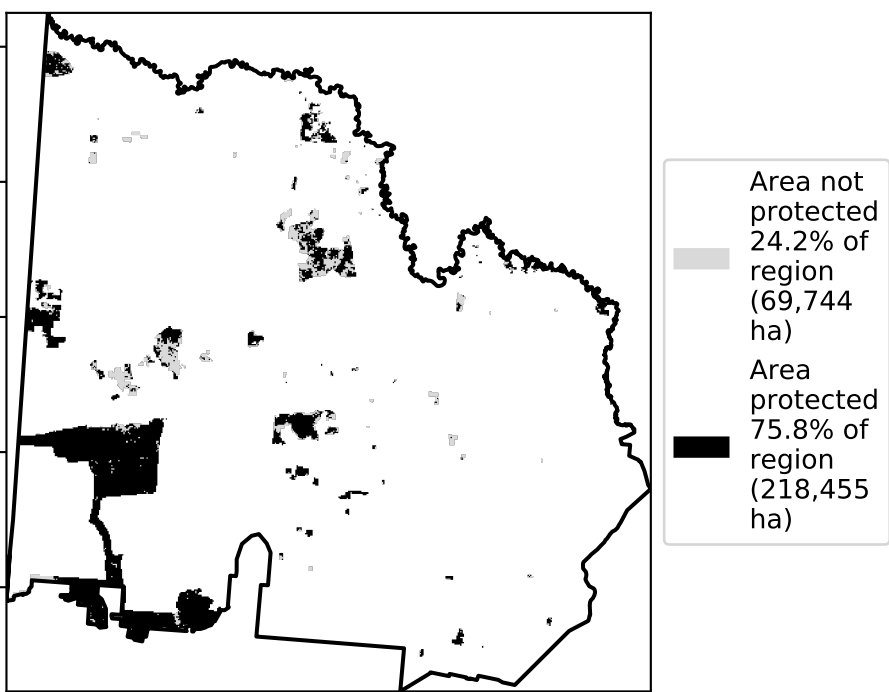 Area not
protected
24.2% of
region
(69,744
ha)
Area
protected
75.8% of
region
(218,455
ha)